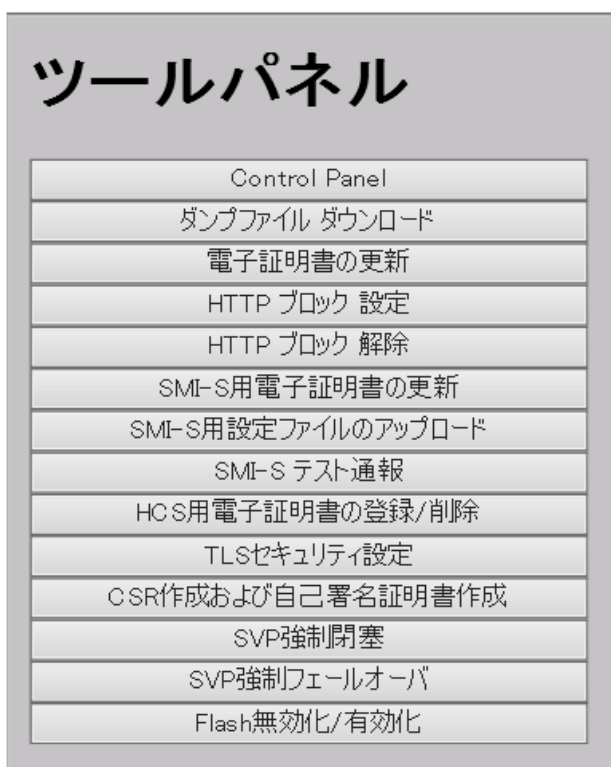 ツールパネル
Control Panel
ダンプファイル ダウンロード
電子証明書の更新
HTTP ブロック 設定
HTTP ブロック 解除
SMI-S用電子証明書の更新
SMI-S用設定ファイルのアップロード
SMI-S テスト通報
HCS用電子証明書の登録/削除
TLSセキュリティ設定
CSR作成および自己署名証明書作成
SVP強制閉塞
SVP強制フェールオーバ
Flash無効化/有効化